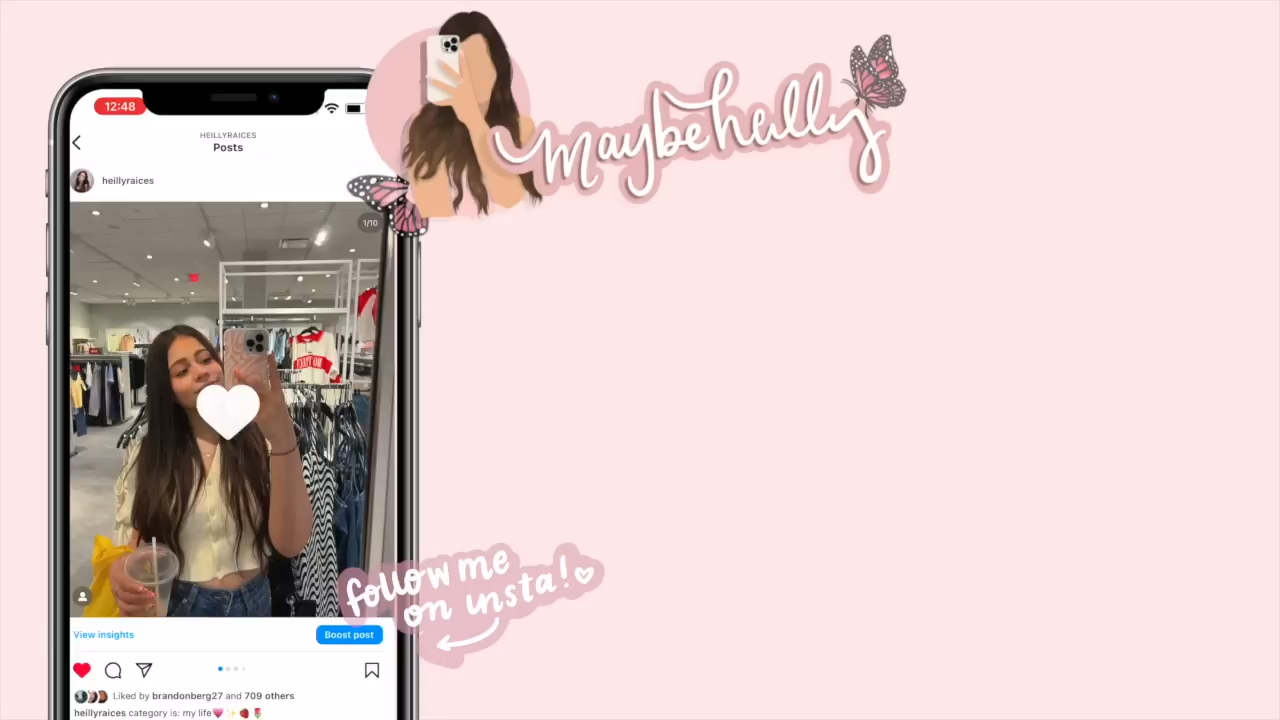 12:48
HEILLYRAICES
Posts
heillyraices
1/10
maybeheilly
follow me
on insta!
View insights
Boost post
Liked by brandonberg27 and 709 others
heillyraices category is: my life💗✨🍓🌷